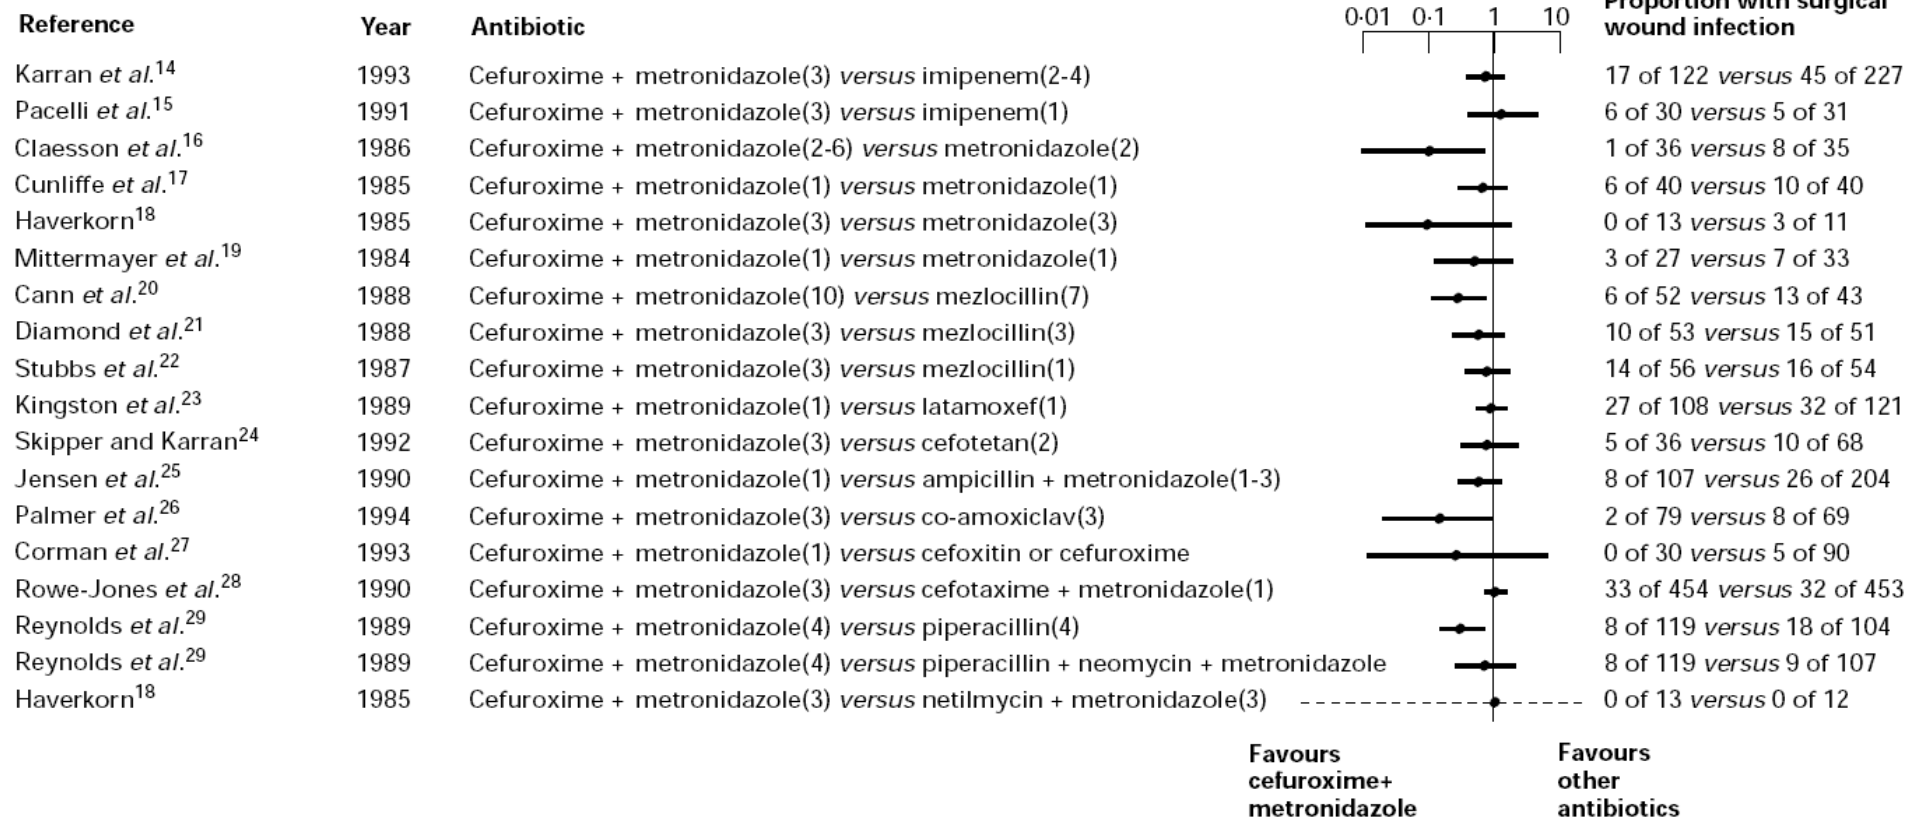 Reference Year Antibiotic 0·01 0·1 1 10 Proportion with surgical
wound infection
Karran et al.14 1993 Cefuroxime + metronidazole(3) versus imipenem(2-4) 17 of 122 versus 45 of 227
Pacelli et al.15 1991 Cefuroxime + metronidazole(3) versus imipenem(1) 6 of 30 versus 5 of 31
Claesson et al.16 1986 Cefuroxime + metronidazole(2-6) versus metronidazole(2) 1 of 36 versus 8 of 35
Cunliffe et al.17 1985 Cefuroxime + metronidazole(1) versus metronidazole(1) 6 of 40 versus 10 of 40
Haverkorn18 1985 Cefuroxime + metronidazole(3) versus metronidazole(3) 0 of 13 versus 3 of 11
Mittermayer et al.19 1984 Cefuroxime + metronidazole(1) versus metronidazole(1) 3 of 27 versus 7 of 33
Cann et al.20 1988 Cefuroxime + metronidazole(10) versus mezlocillin(7) 6 of 52 versus 13 of 43
Diamond et al.21 1988 Cefuroxime + metronidazole(3) versus mezlocillin(3) 10 of 53 versus 15 of 51
Stubbs et al.22 1987 Cefuroxime + metronidazole(3) versus mezlocillin(1) 14 of 56 versus 16 of 54
Kingston et al.23 1989 Cefuroxime + metronidazole(1) versus latamoxef(1) 27 of 108 versus 32 of 121
Skipper and Karran24 1992 Cefuroxime + metronidazole(3) versus cefotetan(2) 5 of 36 versus 10 of 68
Jensen et al.25 1990 Cefuroxime + metronidazole(1) versus ampicillin + metronidazole(1-3) 8 of 107 versus 26 of 204
Palmer et al.26 1994 Cefuroxime + metronidazole(3) versus co-amoxiclav(3) 2 of 79 versus 8 of 69
Corman et al.27 1993 Cefuroxime + metronidazole(1) versus cefoxitin or cefuroxime 0 of 30 versus 5 of 90
Rowe-Jones et al.28 1990 Cefuroxime + metronidazole(3) versus cefotaxime + metronidazole(1) 33 of 454 versus 32 of 453
Reynolds et al.29 1989 Cefuroxime + metronidazole(4) versus piperacillin(4) 8 of 119 versus 18 of 104
Reynolds et al.29 1989 Cefuroxime + metronidazole(4) versus piperacillin + neomycin + metronidazole 8 of 119 versus 9 of 107
Haverkorn18 1985 Cefuroxime + metronidazole(3) versus netilmycin + metronidazole(3) 0 of 13 versus 0 of 12
Favours
cefuroxime+
metronidazole
Favours
other
antibiotics